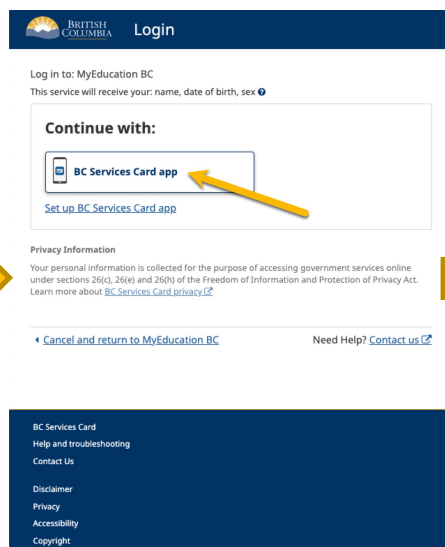 BRITISH
COLUMBIA
Login
Log in to: MyEducation BC
This service will receive your: name, date of birth, sex ?
Continue with:
BC Services Card app
Set up BC Services Card app
Privacy Information
Your personal information is collected for the purpose of accessing government services online
under sections 26(c), 26(e) and 26(h) of the Freedom of Information and Protection of Privacy Act.
Learn more about BC Services Card privacy
Cancel and return to MyEducation BC
Need Help? Contact us
BC Services Card
Help and troubleshooting
Contact Us
Disclaimer
Privacy
Accessibility
Copyright